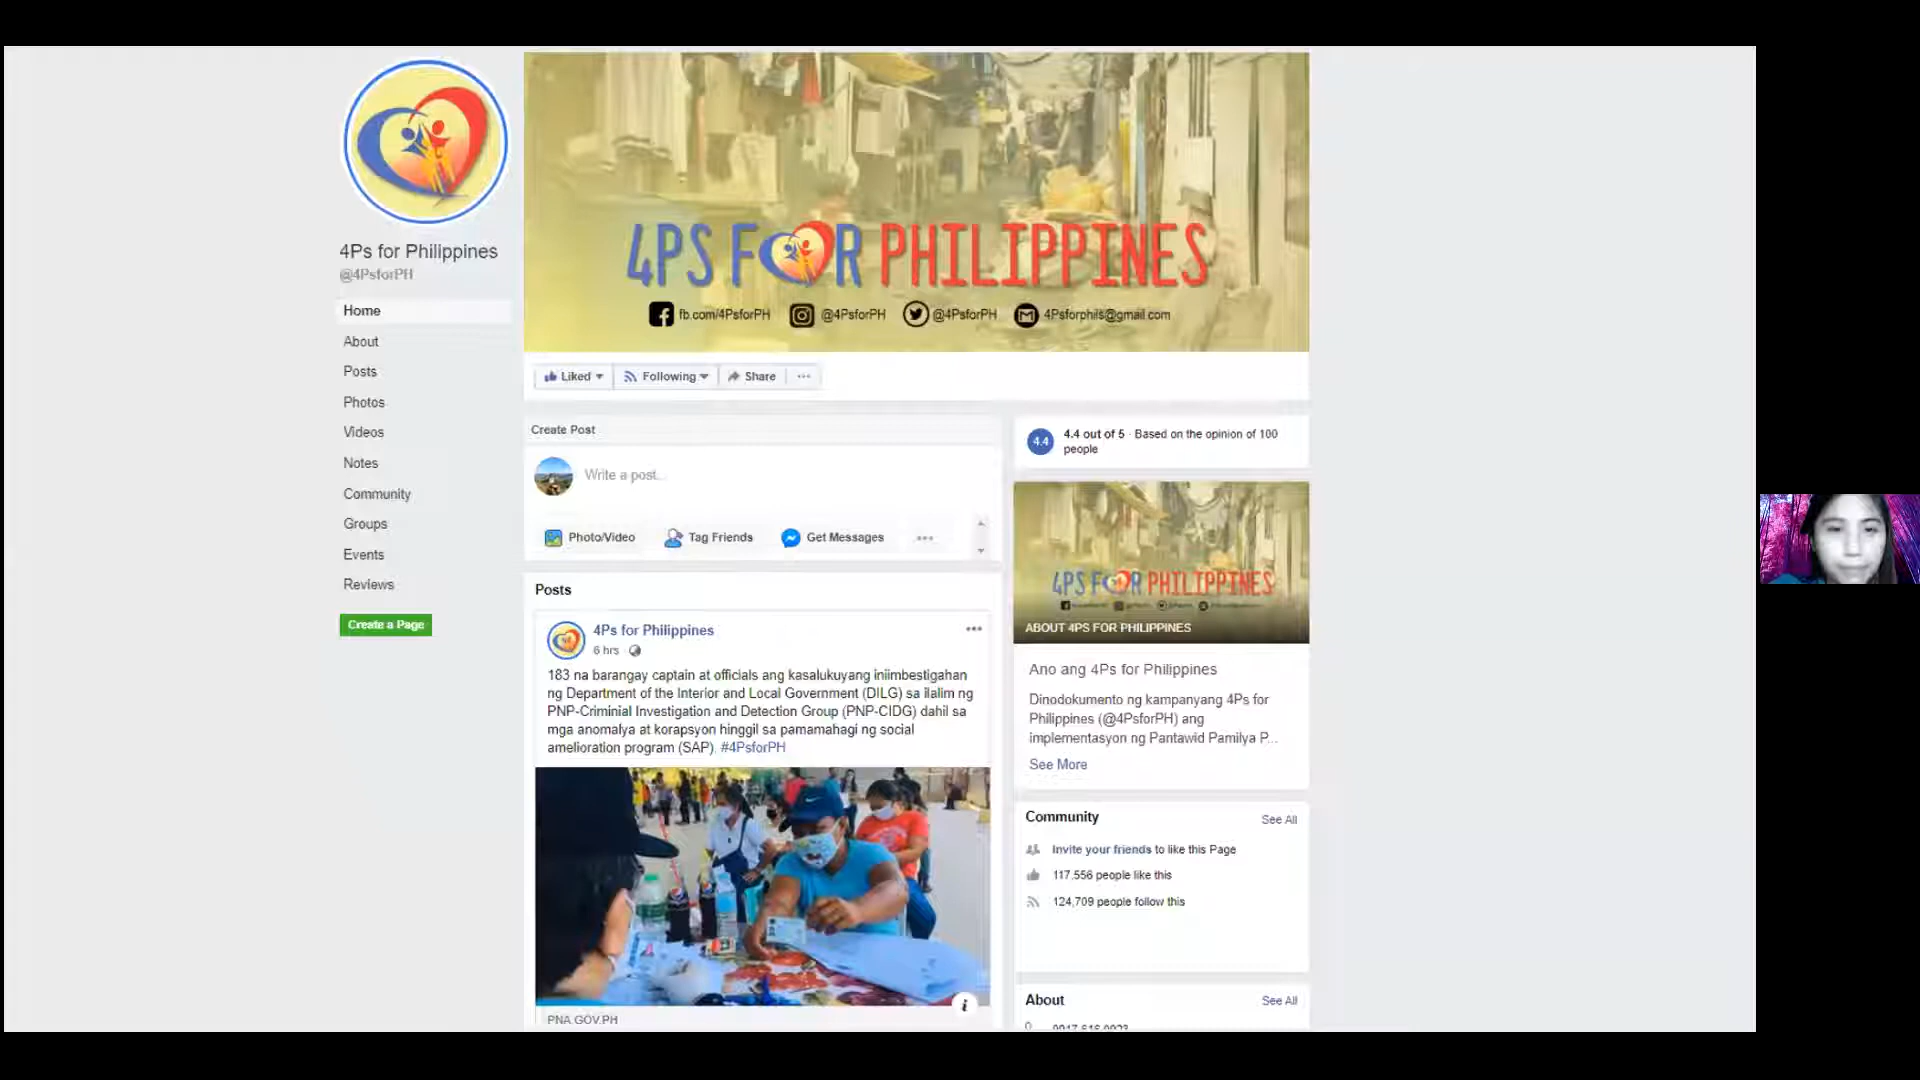 4Ps for Philippines
@4PsforPH
Home
About
Posts
Photos
Videos
Notes
Community
Groups
Events
Reviews
Create a Page
4PS FOR PHILIPPINES
fb.com/4PsforPH @4PsforPH @4PsforPH 4Psforphils@gmail.com
Liked Following Share
Create Post
Write a post...
Photo/Video Tag Friends Get Messages
Posts
4Ps for Philippines
6 hrs
183 na barangay captain at officials ang kasalukuyang iniimbestigahan
ng Department of the Interior and Local Government (DILG) sa ilalim ng
PNP-Criminial Investigation and Detection Group (PNP-CIDG) dahil sa
mga anomalya at korapsyon hinggil sa pamamahagi ng social
amelioration program (SAP). #4PsforPH
PNA.GOV.PH
4.4
4.4 out of 5 · Based on the opinion of 100
people
4PS FOR PHILIPPINES
ABOUT 4PS FOR PHILIPPINES
Ano ang 4Ps for Philippines
Dinodokumento ng kampanyang 4Ps for
Philippines (@4PsforPH) ang
implementasyon ng Pantawid Pamilya P...
See More
Community See All
Invite your friends to like this Page
117,556 people like this
124,709 people follow this
About See All